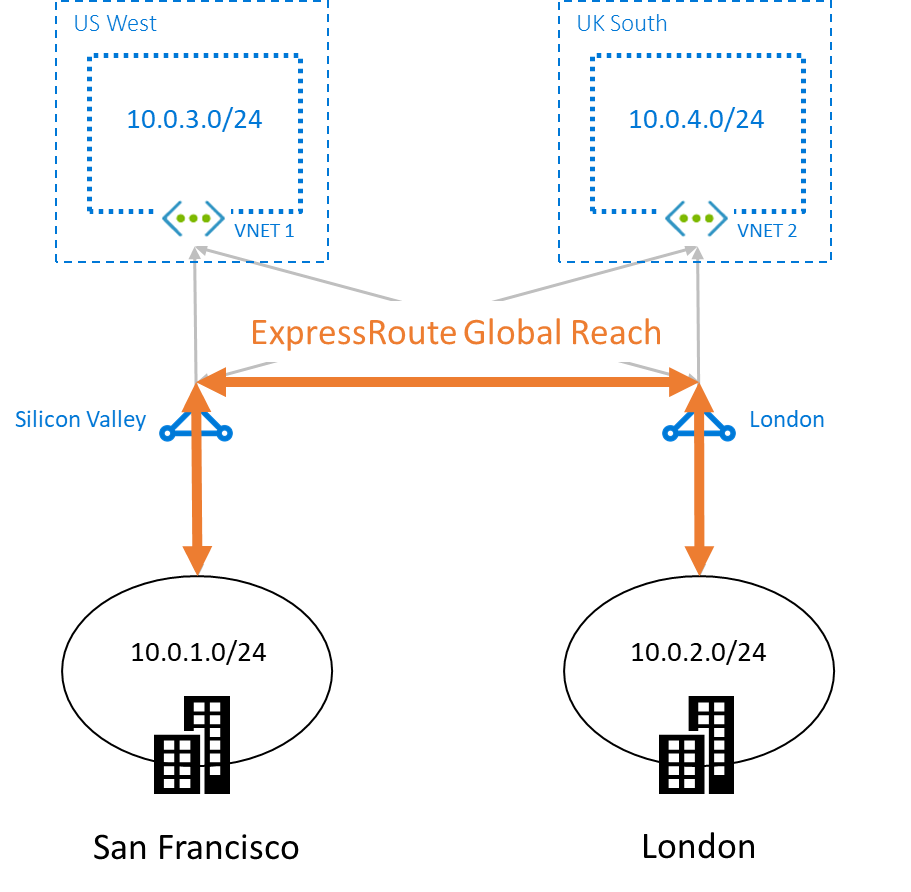 US West
UK South
10.0.3.0/24
10.0.4.0/24
VNET 1
VNET 2
ExpressRoute Global Reach
Silicon Valley
London
10.0.1.0/24
10.0.2.0/24
San Francisco
London